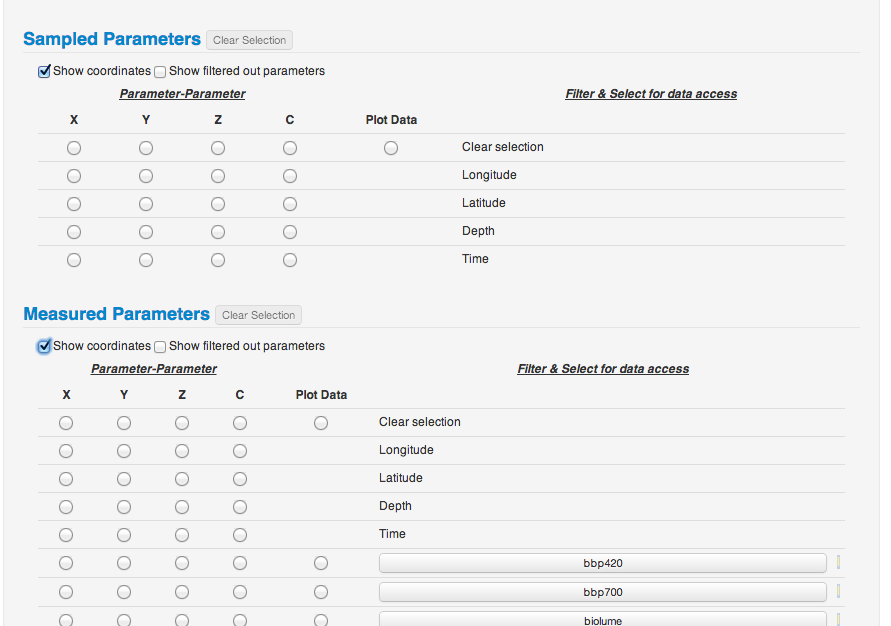 Sampled Parameters Clear Selection
Show coordinates Show filtered out parameters
Parameter-Parameter Filter & Select for data access
X Y Z C Plot Data
Clear selection
Longitude
Latitude
Depth
Time
Measured Parameters Clear Selection
Show coordinates Show filtered out parameters
Parameter-Parameter Filter & Select for data access
X Y Z C Plot Data
Clear selection
Longitude
Latitude
Depth
Time
bbp420
bbp700
biolume